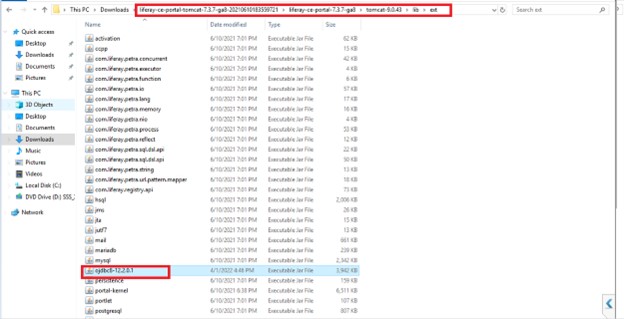 This PC > Downloads > liferay-ce-portal-tomcat-7.3.7-ga8-20210610183559721 > liferay-ce-portal-7.3.7-ga8 > tomcat-9.0.43 > lib > ext
Search ext
Name Date modified Type Size
Quick access
Desktop
Downloads
Documents
Pictures
This PC
3D Objects
Desktop
Documents
Downloads
Music
Pictures
Videos
Local Disk (C:)
DVD Drive (D:) SSS_
Network
activation 6/10/2021 7:01 PM Executable Jar File 62 KB
ccpp 6/10/2021 7:01 PM Executable Jar File 15 KB
com.liferay.petra.concurrent 6/10/2021 7:01 PM Executable Jar File 42 KB
com.liferay.petra.executor 6/10/2021 7:01 PM Executable Jar File 4 KB
com.liferay.petra.function 6/10/2021 7:01 PM Executable Jar File 6 KB
com.liferay.petra.io 6/10/2021 7:01 PM Executable Jar File 57 KB
com.liferay.petra.lang 6/10/2021 7:01 PM Executable Jar File 17 KB
com.liferay.petra.memory 6/10/2021 7:01 PM Executable Jar File 16 KB
com.liferay.petra.nio 6/10/2021 7:01 PM Executable Jar File 4 KB
com.liferay.petra.process 6/10/2021 7:01 PM Executable Jar File 55 KB
com.liferay.petra.reflect 6/10/2021 7:01 PM Executable Jar File 12 KB
com.liferay.petra.sql.dsl.api 6/10/2021 7:01 PM Executable Jar File 22 KB
com.liferay.petra.sql.dsl.spi 6/10/2021 7:01 PM Executable Jar File 50 KB
com.liferay.petra.string 6/10/2021 7:01 PM Executable Jar File 13 KB
com.liferay.petra.url.pattern.mapper 6/10/2021 7:01 PM Executable Jar File 18 KB
com.liferay.registry.api 6/10/2021 7:01 PM Executable Jar File 73 KB
hsql 6/10/2021 7:01 PM Executable Jar File KB
jms 6/10/2021 7:01 PM Executable Jar File 26 KB
jta 6/10/2021 7:01 PM Executable Jar File 15 KB
jutf7 6/10/2021 7:01 PM Executable Jar File 13 KB
mail 6/10/2021 7:01 PM Executable Jar File 661 KB
mariadb 6/10/2021 7:01 PM Executable Jar File KB
mysql 6/10/2021 7:01 PM Executable Jar File 2,342 KB
ojdbc8-12.2.0.1 4/1/2022 4:48 PM Executable Jar File 3,942 KB
persistence 6/10/2021 7:01 PM Executable Jar File 159 KB
portal-kernel 6/10/2021 6:38 PM Executable Jar File 6,511 KB
portlet 6/10/2021 7:01 PM Executable Jar File 107 KB
postgresql 6/10/2021 7:01 PM Executable Jar File 807 KB